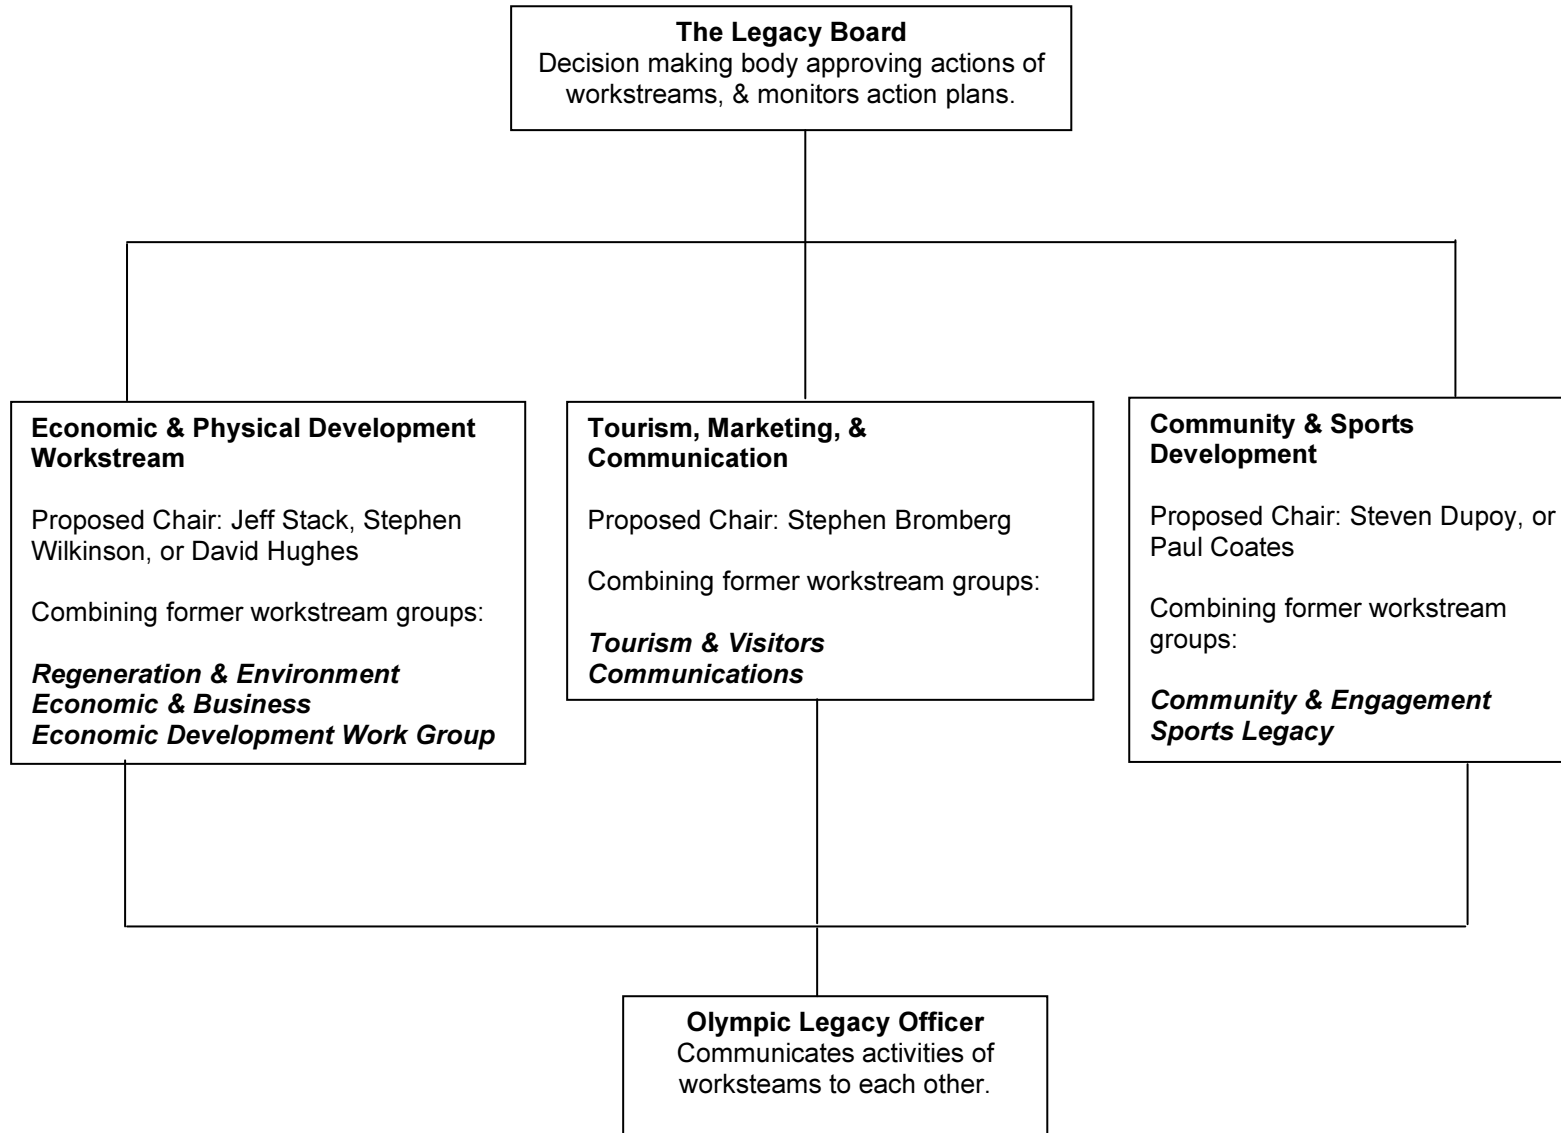 The Legacy Board
Decision making body approving actions of
workstreams, & monitors action plans.
Economic & Physical Development
Workstream
Proposed Chair: Jeff Stack, Stephen
Wilkinson, or David Hughes
Combining former workstream groups:
Regeneration & Environment
Economic & Business
Economic Development Work Group
Tourism, Marketing, &
Communication
Proposed Chair: Stephen Bromberg
Combining former workstream groups:
Tourism & Visitors
Communications
Community & Sports
Development
Proposed Chair: Steven Dupoy, or
Paul Coates
Combining former workstream
groups:
Community & Engagement
Sports Legacy
Olympic Legacy Officer
Communicates activities of
worksteams to each other.